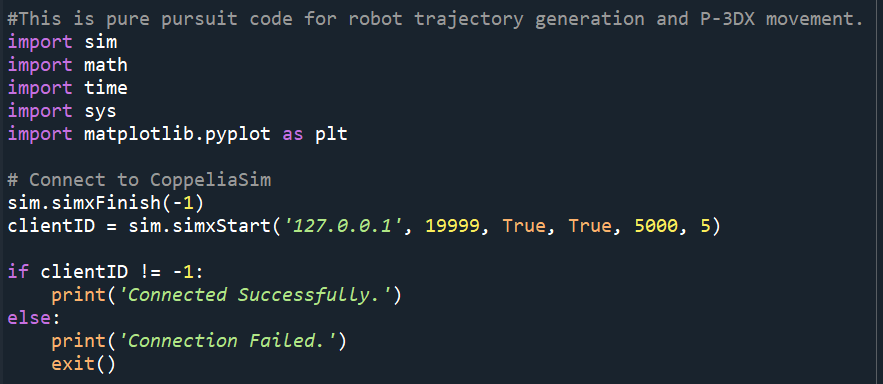 #This is pure pursuit code for robot trajectory generation and P-3DX movement.
import sim
import math
import time
import sys
import matplotlib.pyplot as plt

# Connect to CoppeliaSim
sim.simxFinish(-1)
clientID = sim.simxStart('127.0.0.1', 19999, True, True, 5000, 5)

if clientID != -1:
    print('Connected Successfully.')
else:
    print('Connection Failed.')
    exit()